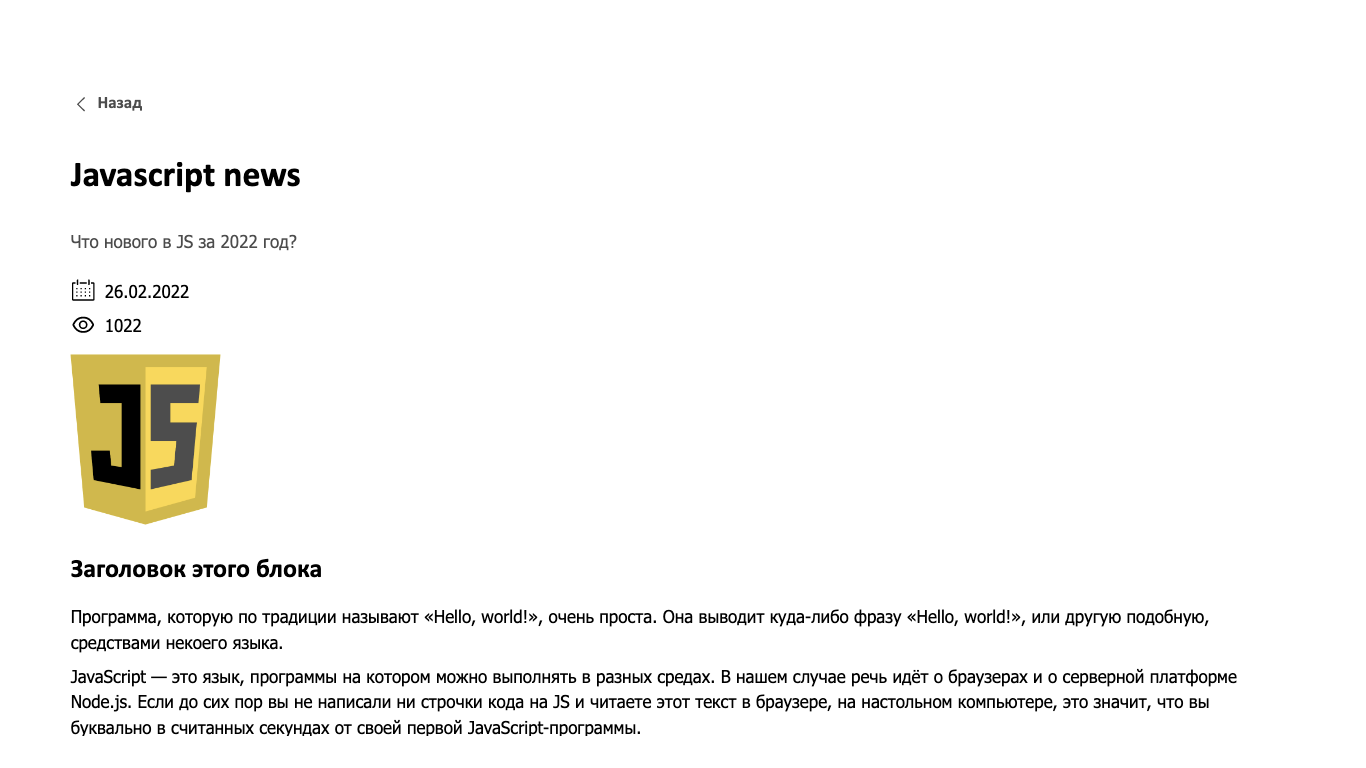 Назад
Javascript news
Что нового в JS за 2022 год?
26.02.2022
1022
JS
Заголовок этого блока
Программа, которую по традиции называют «Hello, world!», очень проста. Она выводит куда-либо фразу «Hello, world!», или другую подобную,
средствами некоего языка.
JavaScript — это язык, программы на котором можно выполнять в разных средах. В нашем случае речь идёт о браузерах и о серверной платформе
Node.js. Если до сих пор вы не написали ни строчки кода на JS и читаете этот текст в браузере, на настольном компьютере, это значит, что вы
буквально в считанных секундах от своей первой JavaScript-программы.